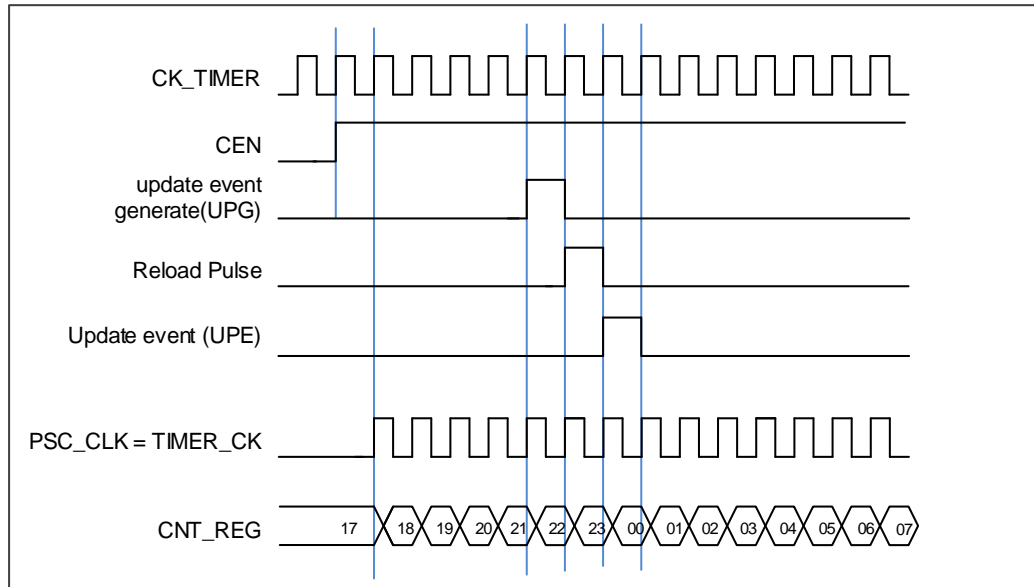 CK_TIMER
CEN
update event
generate(UPG)
Reload Pulse
Update event (UPE)
PSC_CLK = TIMER_CK
CNT_REG 17 18 19 20 21 22 23 00 01 02 03 04 05 06 07